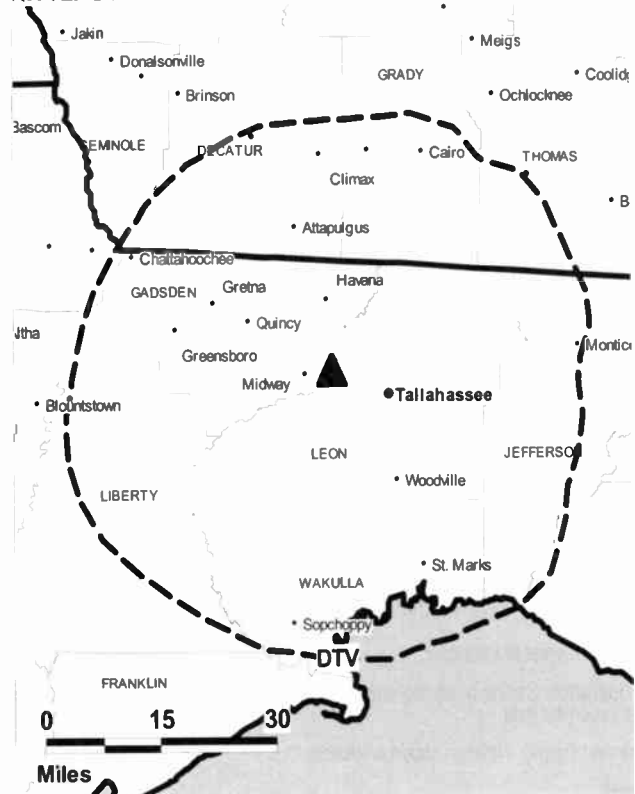 Jakin
Meigs
Donalsonville
GRADY
Coolidg
Brinson
Ochlocknee
Bascom
SEMINOLE
DECATUR
Cairo
THOMAS
Climax
B
Attapulgus
Chattahoochee
Havana
GADSDEN
Gretna
Quincy
Greensboro
Montic
Midway
Tallahassee
Blountstown
LEON
JEFFERSON
Woodville
LIBERTY
St. Marks
WAKULLA
Sopchoppy
DTV
FRANKLIN
0 15 30
Miles